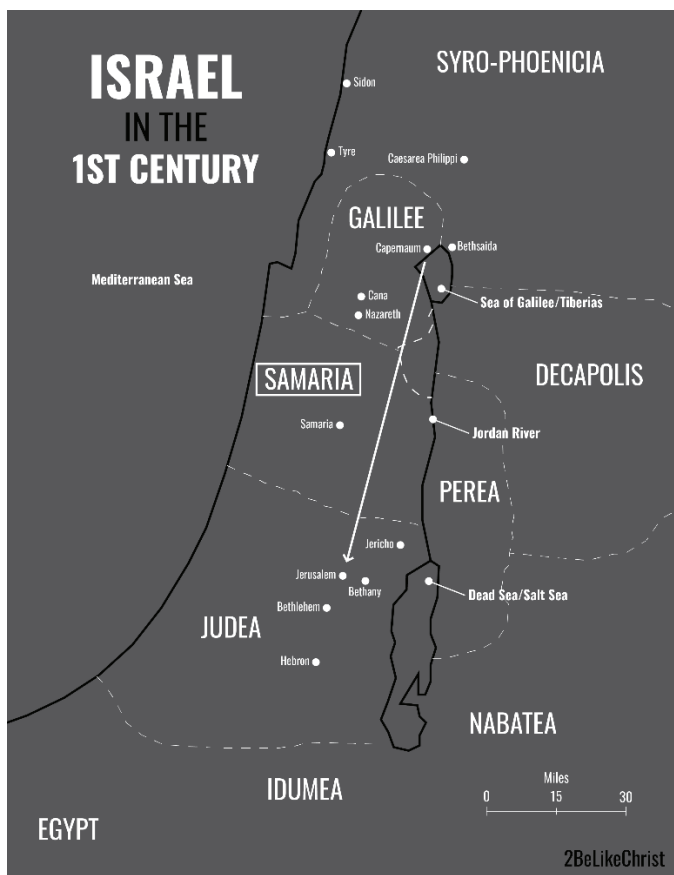 ISRAEL
IN THE
1ST CENTURY
SYRO-PHOENICIA
Sidon
Tyre
Caesarea Philippi
GALILEE
Capernaum
Bethsaida
Mediterranean Sea
Cana
Sea of Galilee/Tiberias
Nazareth
SAMARIA
DECAPOLIS
Samaria
Jordan River
PEREA
Jericho
Jerusalem
Bethany
Dead Sea/Salt Sea
Bethlehem
JUDEA
Hebron
NABATEA
IDUMEA
Miles
0 15 30
EGYPT
2BeLikeChrist